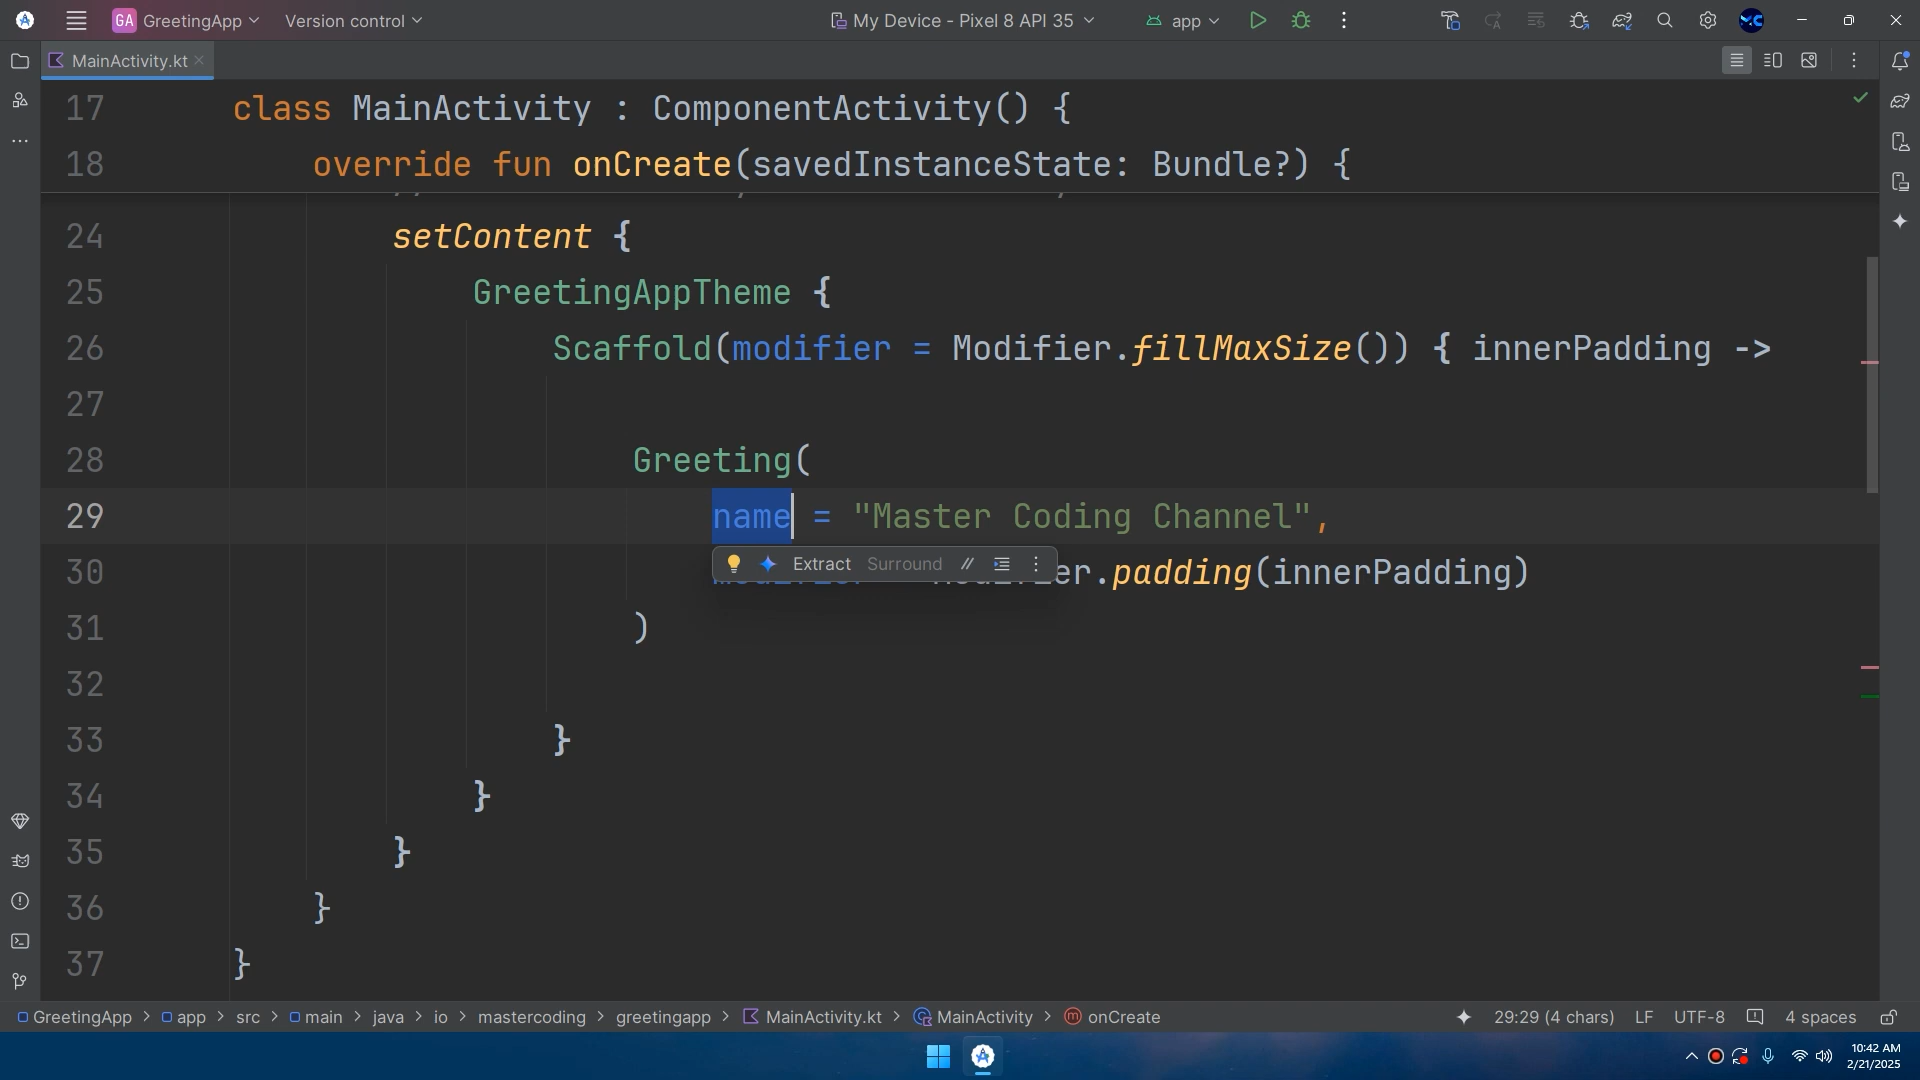 GA GreetingApp Version control My Device - Pixel 8 API 35 app
MainActivity.kt
17 class MainActivity : ComponentActivity() {
18 override fun onCreate(savedInstanceState: Bundle?) {
24 setContent {
25 GreetingAppTheme {
26 Scaffold(modifier = Modifier.fillMaxSize()) { innerPadding ->
27
28 Greeting(
29 name = "Master Coding Channel",
Extract Surround //
30 .padding(innerPadding)
31 )
32
33 }
34 }
35 }
36 }
37 }
GreetingApp > app > src > main > java > io > mastercoding > greetingapp > MainActivity.kt > MainActivity > onCreate 29:29 (4 chars) LF UTF-8 4 spaces
10:42 AM
2/21/2025